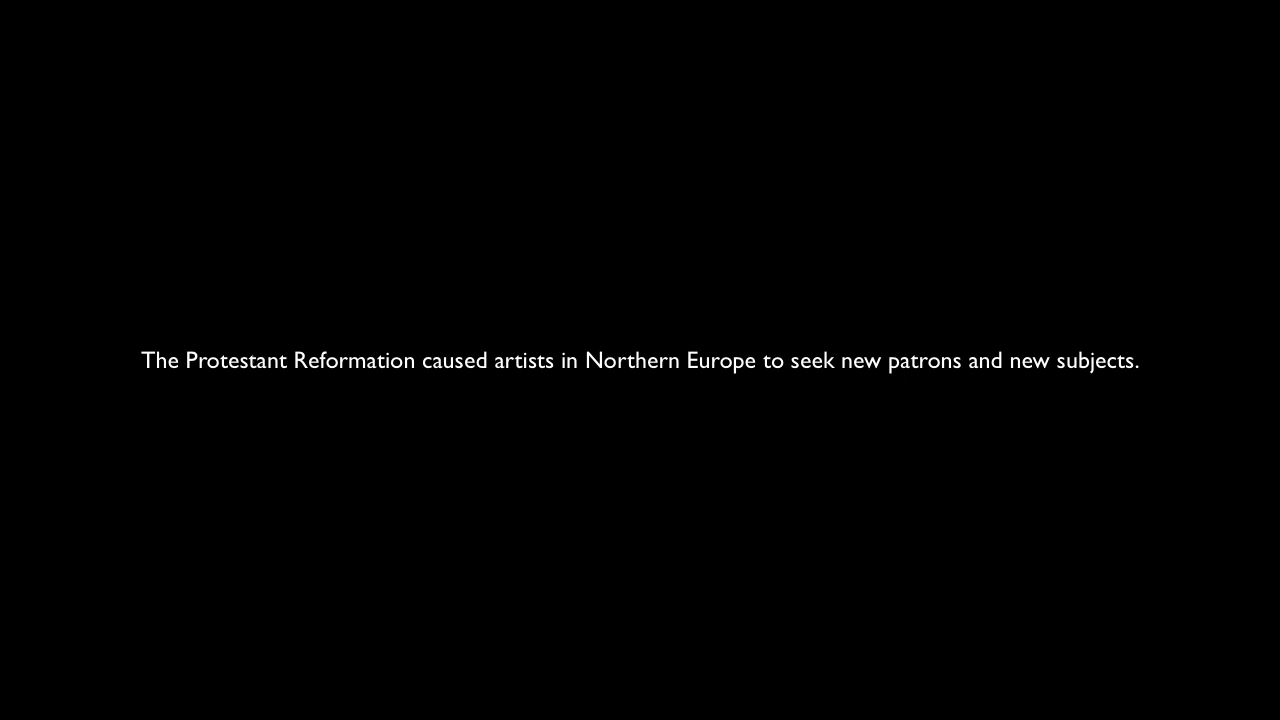 The Protestant Reformation caused artists in Northern Europe to seek new patrons and new subjects.